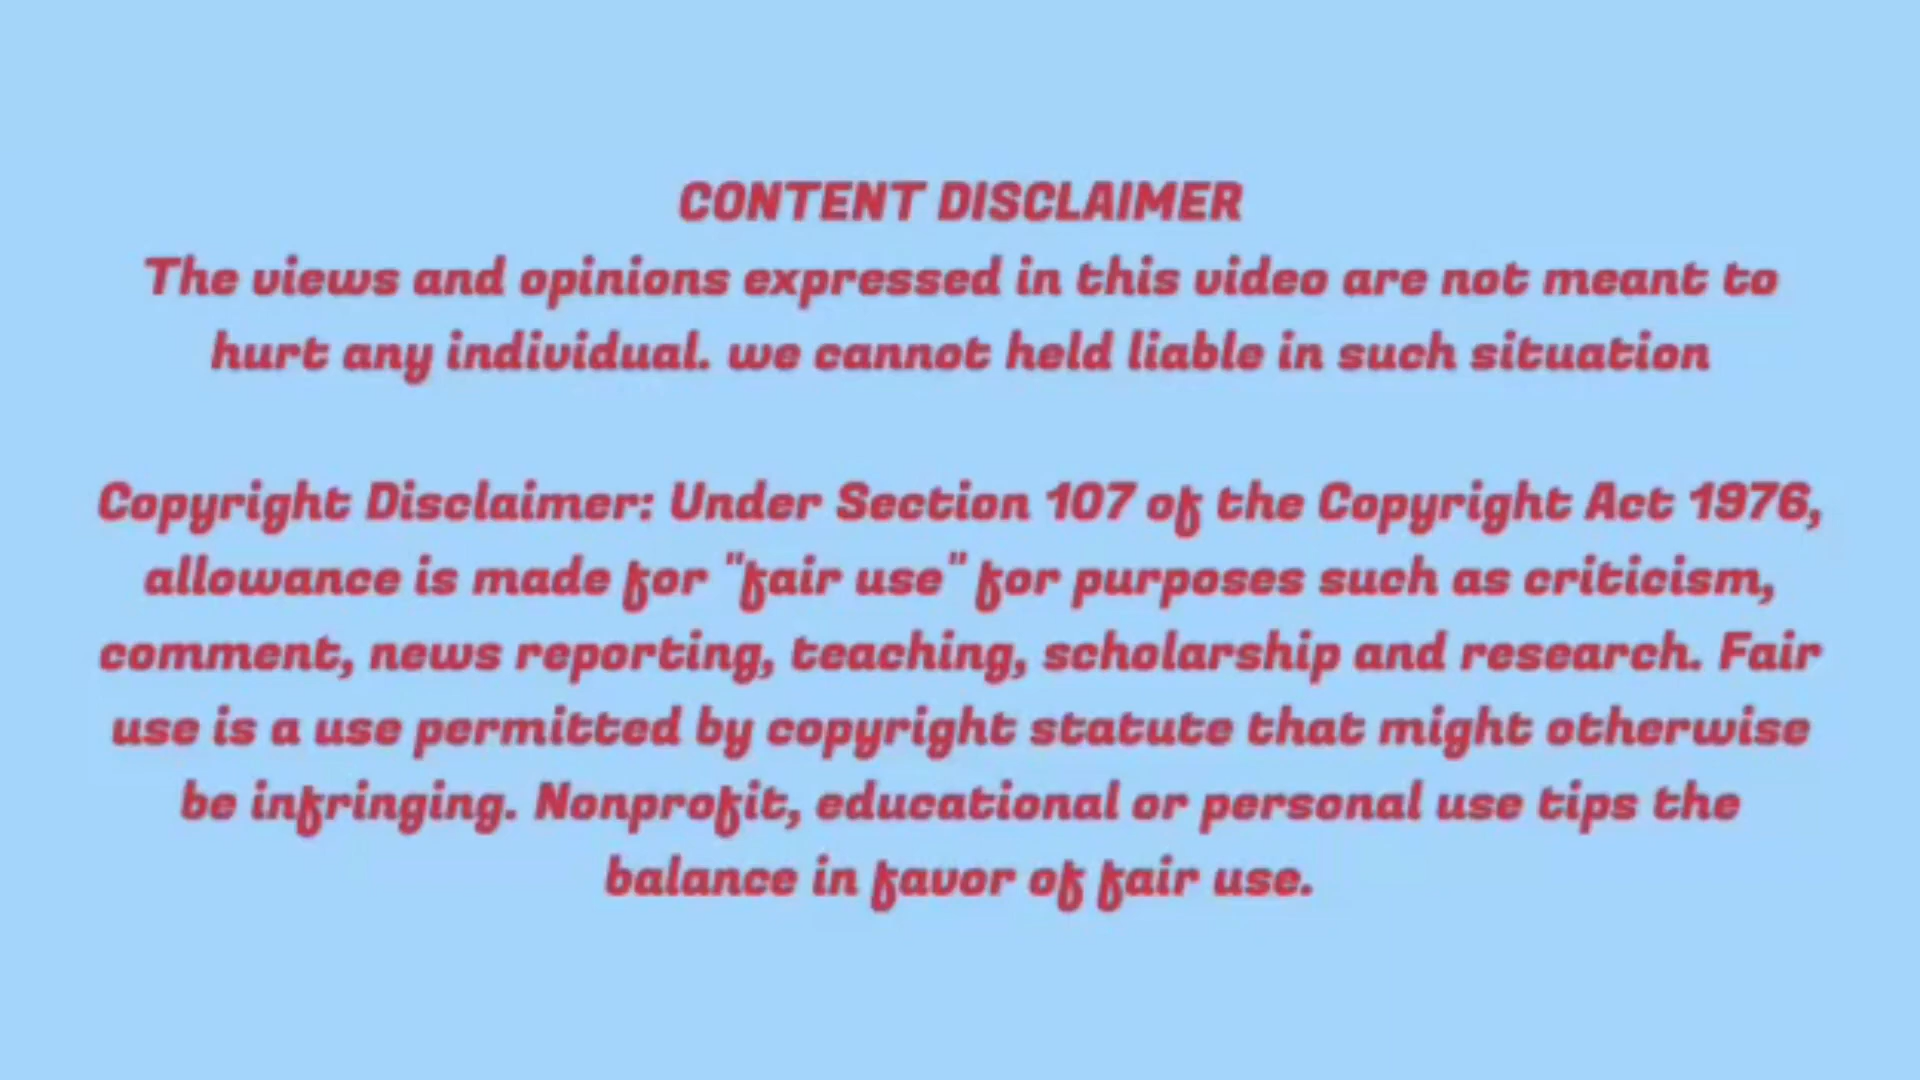 CONTENT DISCLAIMER
The views and opinions expressed in this video are not meant to
hurt any individual. we cannot held liable in such situation
Copyright Disclaimer: Under Section 107 of the Copyright Act 1976,
allowance is made for "fair use" for purposes such as criticism,
comment, news reporting, teaching, scholarship and research. Fair
use is a use permitted by copyright statute that might otherwise
be infringing. Nonprofit, educational or personal use tips the
balance in favor of fair use.